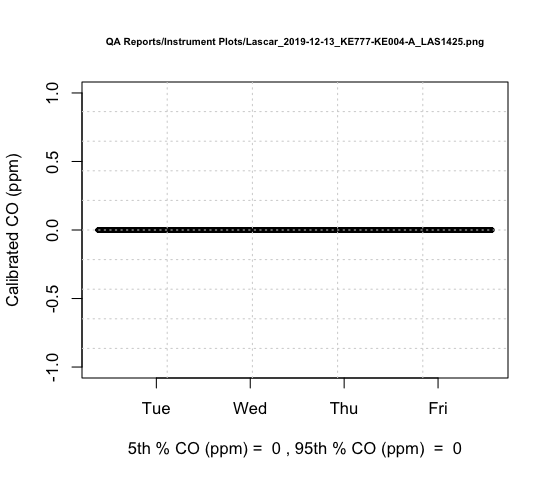 QA Reports/Instrument Plots/Lascar_2019-12-13_KE777-KE004-A_LAS1425.png
Calibrated CO (ppm)
1.0
0.5
0.0
-0.5
-1.0
Tue Wed Thu Fri
5th % CO (ppm) = 0 , 95th % CO (ppm) = 0